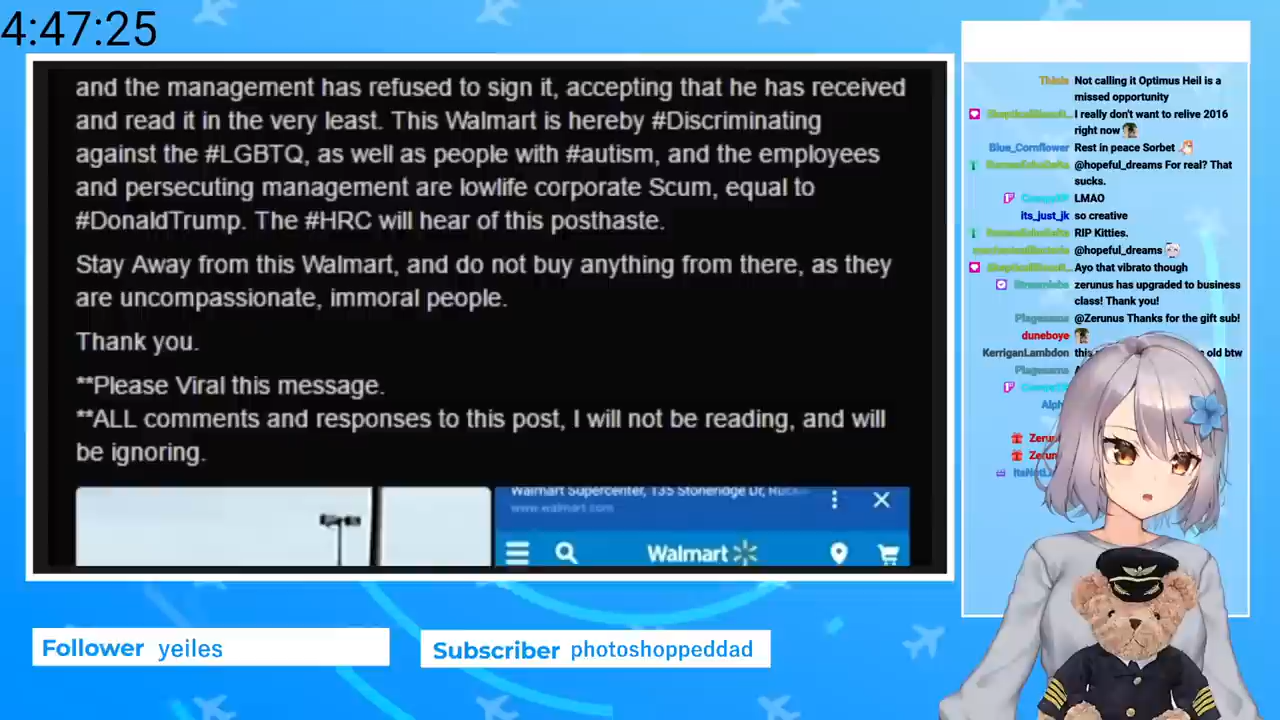 4:47:25
and the management has refused to sign it, accepting that he has received
and read it in the very least. This Walmart is hereby #Discriminating
against the #LGBTQ, as well as people with #autism, and the employees
and persecuting management are lowlife corporate Scum, equal to
#DonaldTrump. The #HRC will hear of this posthaste.
Stay Away from this Walmart, and do not buy anything from there, as they
are uncompassionate, immoral people.
Thank you.
**Please Viral this message.
**ALL comments and responses to this post, I will not be reading, and will
be ignoring.
Walmart Supercenter, 135 Stoneridge Dr,
www.walmart.com
Walmart
Not calling it Optimus Heil is a
missed opportunity
I really don't want to relive 2016
right now
Blue_Cornflower Rest in peace Sorbet
@hopeful_dreams For real? That
sucks.
LMAO
its_just_jk so creative
RIP Kitties.
@hopeful_dreams
Ayo that vibrato though
Streamlabs zerunus has upgraded to business
class! Thank you!
Plagesama @Zerunus Thanks for the gift sub!
duneboye
KerriganLambdon this old btw
Plagesama
Follower yeiles
Subscriber photoshoppeddad